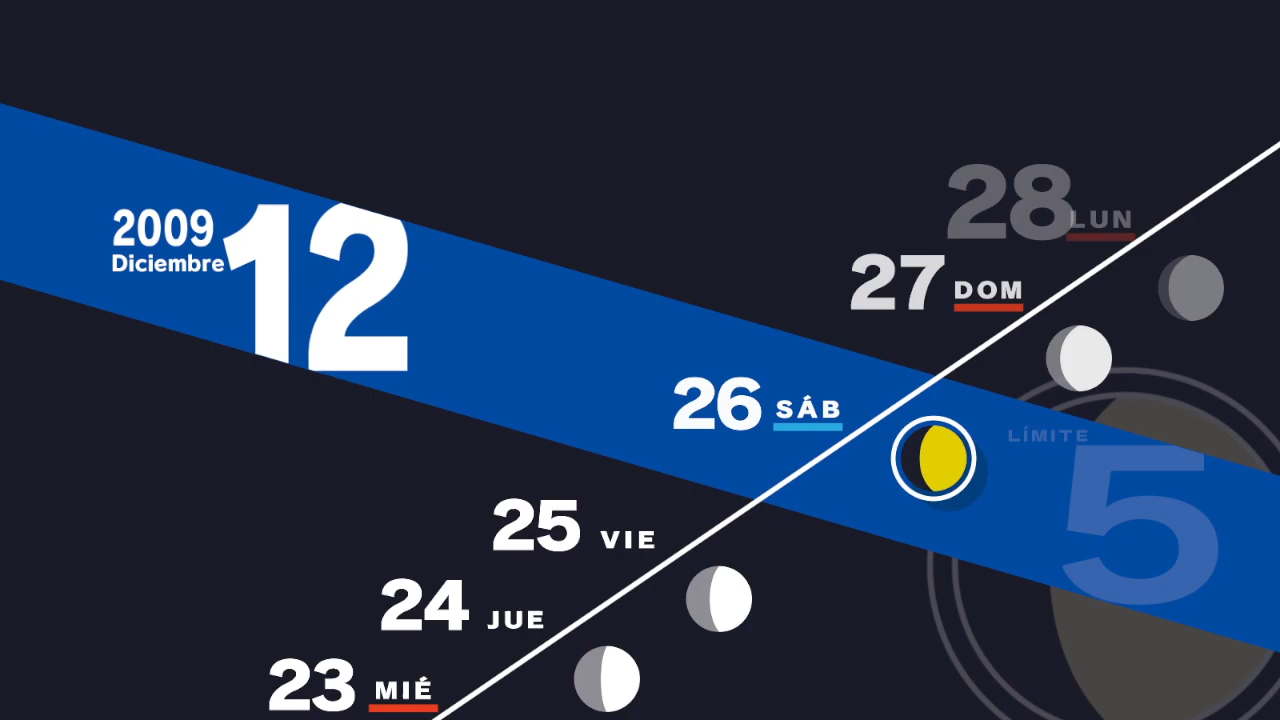 2009
Diciembre
12
28 LUN
27 DOM
26 SÁB
25 VIE
24 JUE
23 MIÉ
LÍMITE
5